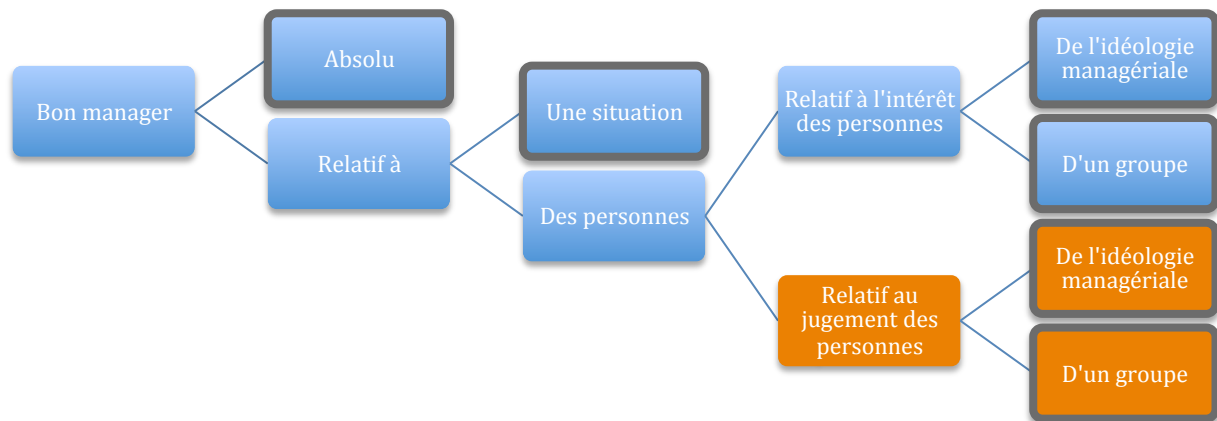 Bon manager
Absolu
Relatif à
Une situation
Des personnes
Relatif à l'intérêt
des personnes
De l'idéologie
managériale
D'un groupe
Relatif au
jugement des
personnes
De l'idéologie
managériale
D'un groupe